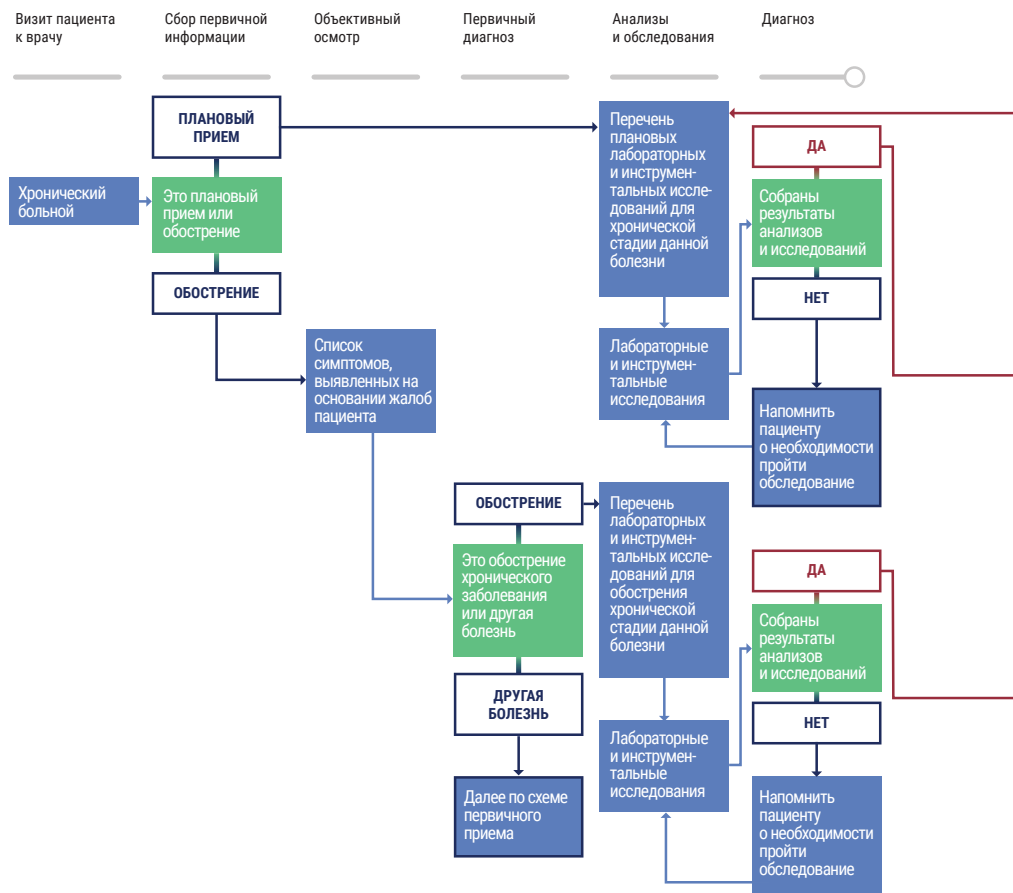 Визит пациента
к врачу
Сбор первичной
информации
Объективный
осмотр
Первичный
диагноз
Анализы
и обследования
Диагноз
ПЛАНОВЫЙ
ПРИЕМ
Хронический
больной
Это плановый
прием или
обострение
ОБОСТРЕНИЕ
Список
симптомов,
выявленных на
основании жалоб
пациента
Перечень
плановых
лабораторных
и инструмен-
тальных иссле-
дований для
хронической
стадии данной
болезни
Лабораторные
и инструмен-
тальные
исследования
ДА
Собраны
результаты
анализов
и исследований
НЕТ
Напомнить
пациенту
о необходимости
пройти
обследование
ОБОСТРЕНИЕ
Это обострение
хронического
заболевания
или другая
болезнь
ДРУГАЯ
БОЛЕЗНЬ
Далее по схеме
первичного
приема
Перечень
лабораторных
и инструмен-
тальных иссле-
дований для
обострения
хронической
стадии данной
болезни
Лабораторные
и инструмен-
тальные
исследования
ДА
Собраны
результаты
анализов
и исследований
НЕТ
Напомнить
пациенту
о необходимости
пройти
обследование